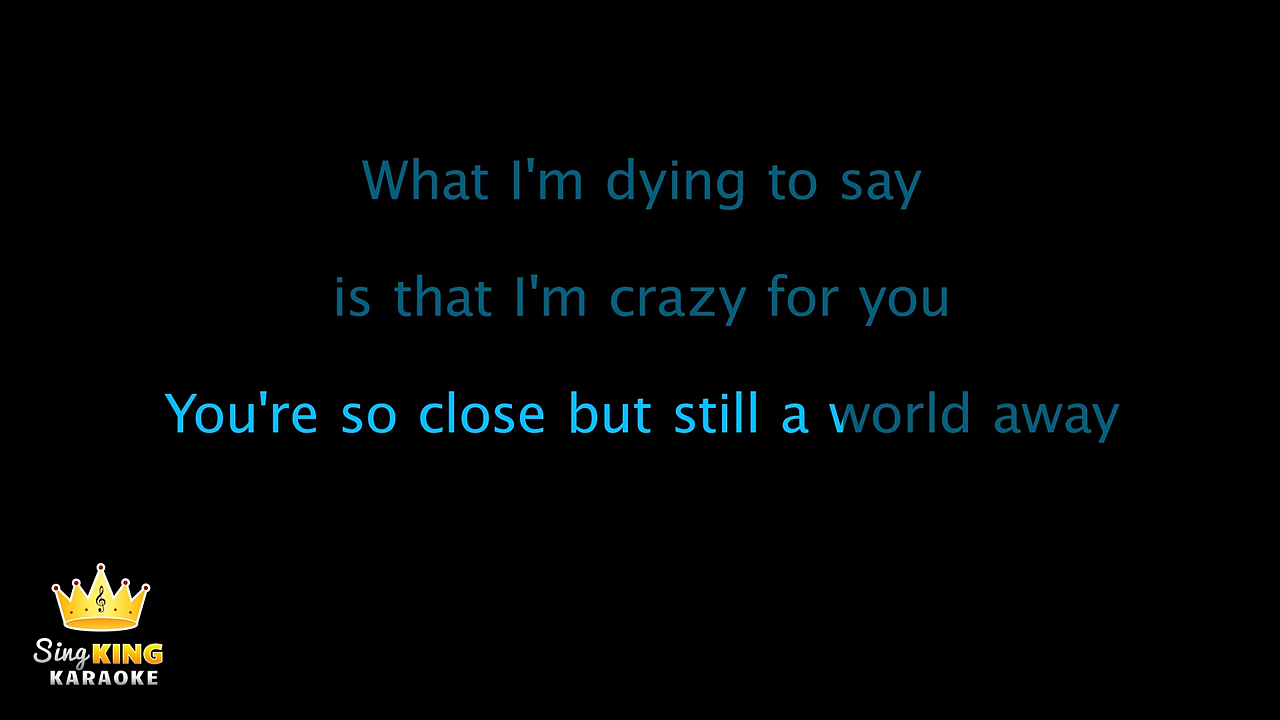 What I'm dying to say
is that I'm crazy for you
You're so close but still a world away
Sing KING
KARAOKE